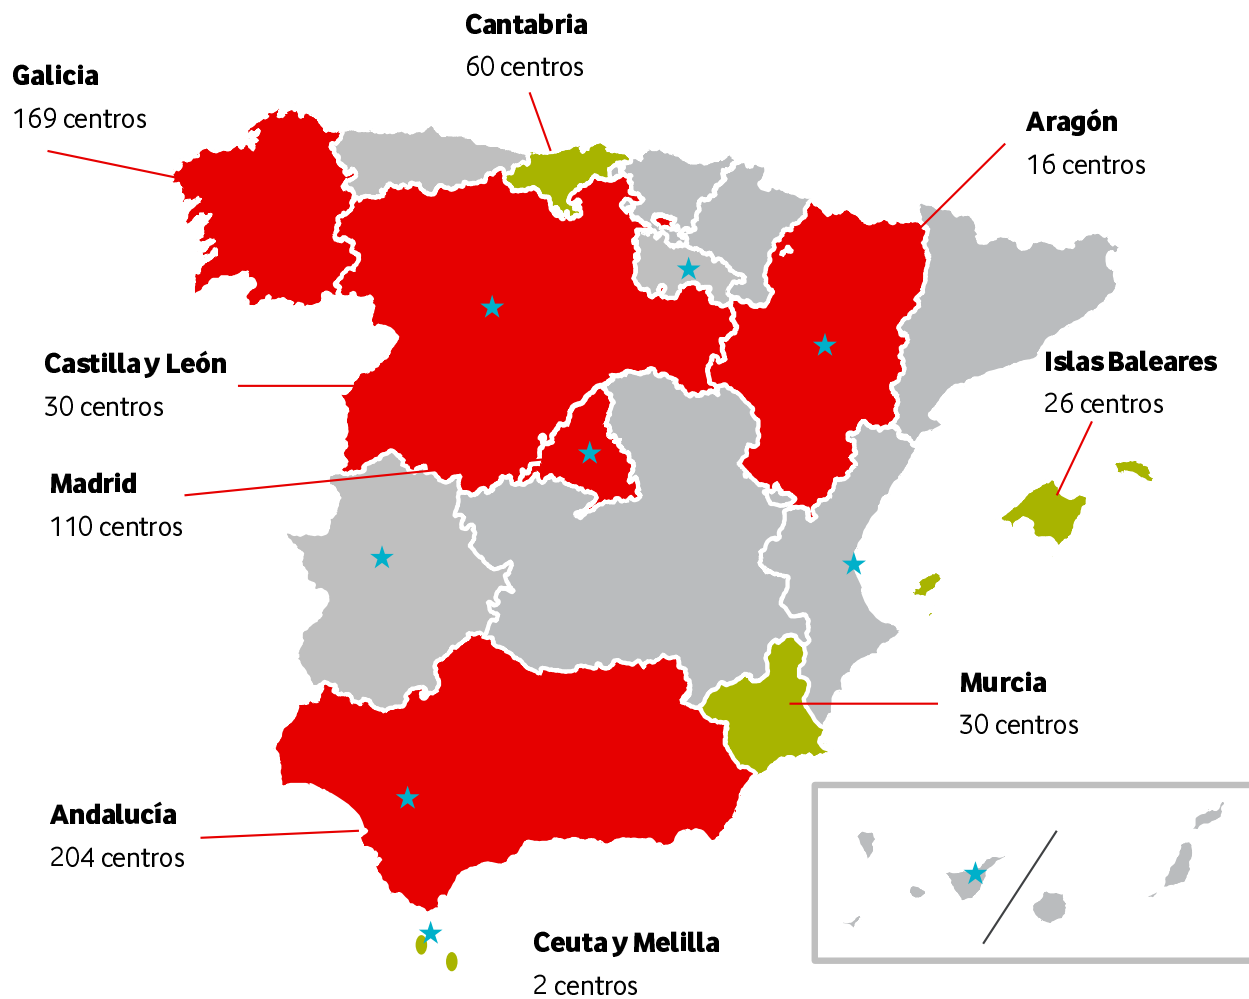 Cantabria
60 centros
Galicia
169 centros
Aragón
16 centros
Castilla y León
30 centros
Islas Baleares
26 centros
Madrid
110 centros
Murcia
30 centros
Andalucía
204 centros
Ceuta y Melilla
2 centros